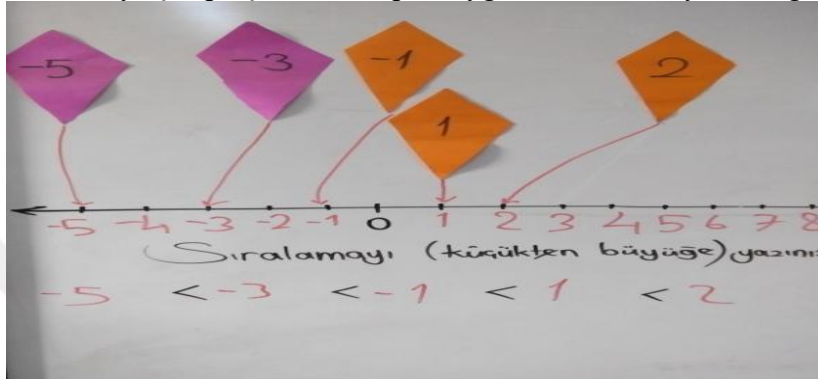 -5 -3 -1 2
1
-5 -4 -3 -2 -1 0 1 2 3 4 5 6 7 8
Sıralamayı (küçükten büyüğe) yazını
-5 < -3 < -1 < 1 < 2